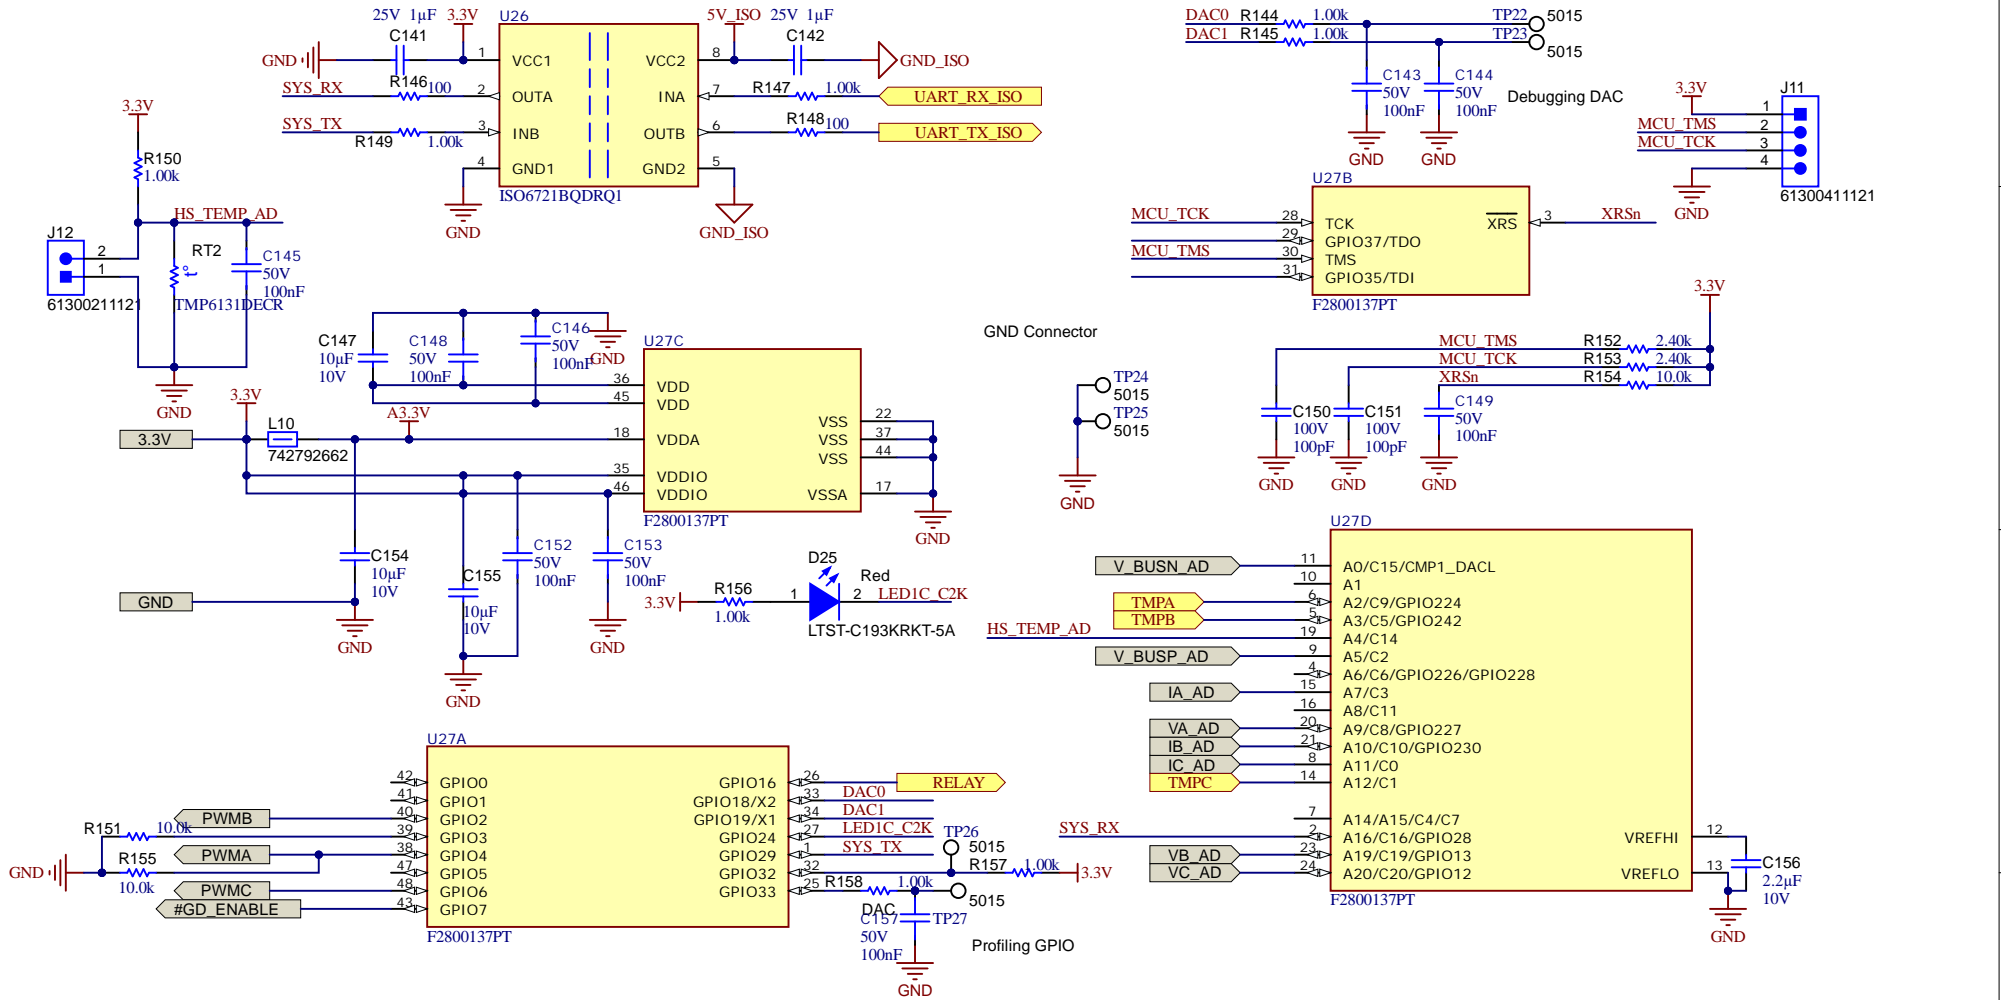 25V 1µF 3.3V
C141
GND
U26
5V_ISO 25V 1µF
C142
GND_ISO
1 VCC1 VCC2 8
SYS_RX R146 100 2 OUTA INA 7 R147 1.00k UART_RX_ISO
SYS_TX R149 1.00k 3 INB OUTB 6 R148 100 UART_TX_ISO
4 GND1 GND2 5
ISO6721BQDRQ1
GND
GND_ISO
DAC0 R144 1.00k TP22 5015
DAC1 R145 1.00k TP23 5015
C143
50V
100nF
C144
50V
100nF
Debugging DAC
GND
GND
3.3V
J11
1
MCU_TMS 2
MCU_TCK 3
4
GND
61300411121
3.3V
R150
1.00k
HS_TEMP_AD
J12
2
1
61300211121
RT2
t°
TMP6131DECR
C145
50V
100nF
GND
U27B
MCU_TCK 28 TCK XRS 3 XRSn
29 GPIO37/TDO
MCU_TMS 30 TMS
31 GPIO35/TDI
F2800137PT
C147
10µF
10V
C148
50V
100nF
C146
50V
100nF
GND
GND
U27C
36 VDD
45 VDD
18 VDDA
35 VDDIO
46 VDDIO
VSS 22
VSS 37
VSS 44
VSSA 17
F2800137PT
GND
3.3V
3.3V
L10
742792662
A3.3V
GND
C154
10µF
10V
GND
C155
10µF
10V
GND
C152
50V
100nF
C153
50V
100nF
GND
GND Connector
TP24
5015
TP25
5015
GND
3.3V
MCU_TMS R152 2.40k
MCU_TCK R153 2.40k
XRSn R154 10.0k
C150
100V
100pF
C151
100V
100pF
C149
50V
100nF
GND
GND
GND
D25
Red
3.3V R156 1 2 LED1C_C2K
1.00k
LTST-C193KRKT-5A
U27D
V_BUSN_AD 11 A0/C15/CMP1_DACL
10 A1
TMPA 6 A2/C9/GPIO224
TMPB 5 A3/C5/GPIO242
HS_TEMP_AD 19 A4/C14
V_BUSP_AD 9 A5/C2
4 A6/C6/GPIO226/GPIO228
IA_AD 15 A7/C3
16 A8/C11
VA_AD 20 A9/C8/GPIO227
IB_AD 21 A10/C10/GPIO230
IC_AD 8 A11/C0
TMPC 14 A12/C1
7 A14/A15/C4/C7
SYS_RX 2 A16/C16/GPIO28 VREFHI 12
VB_AD 23 A19/C19/GPIO13
VC_AD 24 A20/C20/GPIO12 VREFLO 13
F2800137PT
C156
2.2µF
10V
GND
U27A
42 GPIO0 GPIO16 26 RELAY
41 GPIO1 GPIO18/X2 33 DAC0
PWMB 40 GPIO2 GPIO19/X1 34 DAC1
R151 10.0k 39 GPIO3 GPIO24 27 LED1C_C2K
PWMA 38 GPIO4 GPIO29 1 SYS_TX
GND R155 10.0k 47 GPIO5 GPIO32 32
PWMC 48 GPIO6 GPIO33 25
#GD_ENABLE 43 GPIO7
F2800137PT
TP26
5015
R157 1.00k 3.3V
R158 1.00k
5015
DAC
C157 TP27
50V
100nF
Profiling GPIO
GND